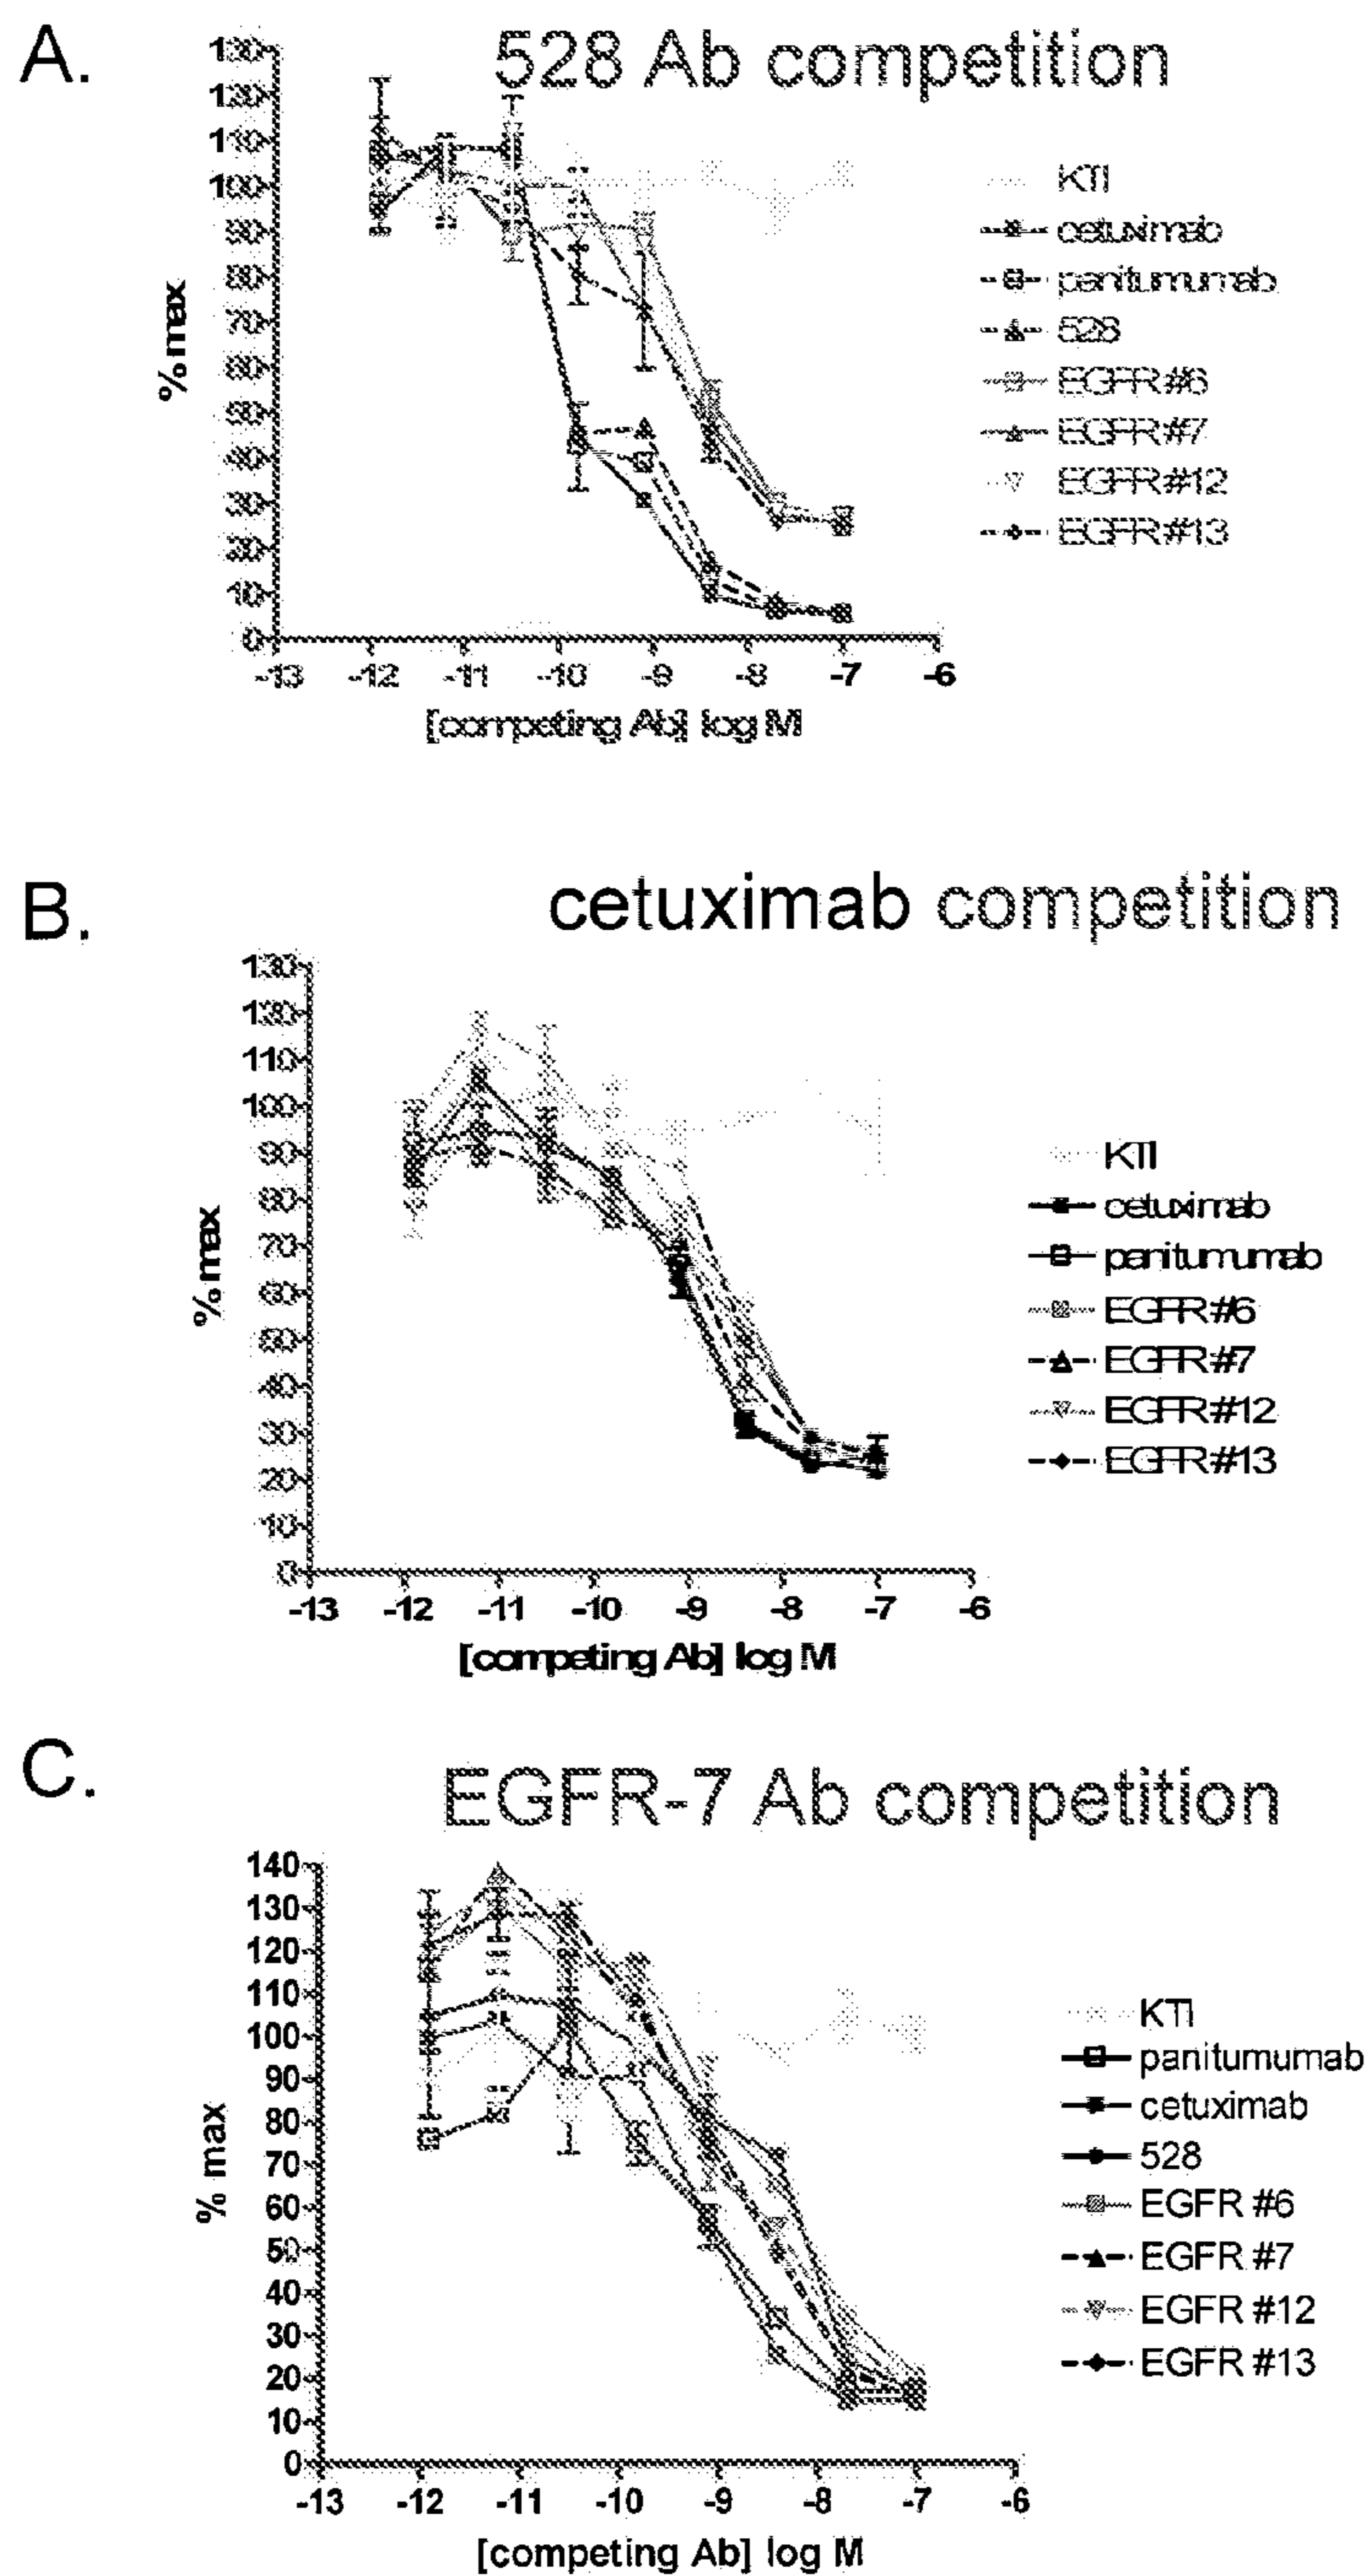 A.
528 Ab competition
130
120
110
100
90
80
70
60
50
40
30
20
10
0
% max
-13 -12 -11 -10 -9 -8 -7 -6
[competing Ab] log M
KTI
cetuximab
panitumumab
528
EGFR#6
EGFR#7
EGFR#12
EGFR#13
B.
cetuximab competition
130
120
110
100
90
80
70
60
50
40
30
20
10
0
% max
-13 -12 -11 -10 -9 -8 -7 -6
[competing Ab] log M
KTI
cetuximab
panitumumab
EGFR#6
EGFR#7
EGFR#12
EGFR#13
C.
EGFR-7 Ab competition
140
130
120
110
100
90
80
70
60
50
40
30
20
10
0
% max
-13 -12 -11 -10 -9 -8 -7 -6
[competing Ab] log M
KTI
panitumumab
cetuximab
528
EGFR #6
EGFR #7
EGFR #12
EGFR #13